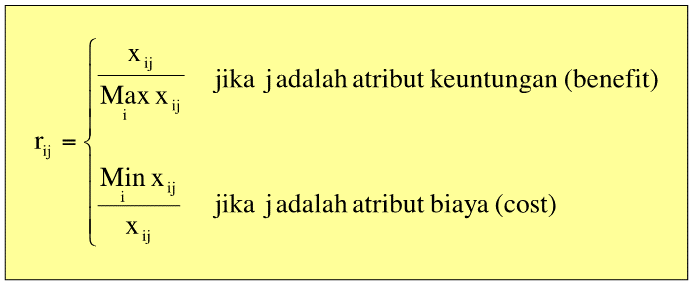 x ij
Max x ij
i
jika j adalah atribut keuntungan (benefit)
r ij =
Min x ij
i
x ij
jika j adalah atribut biaya (cost)